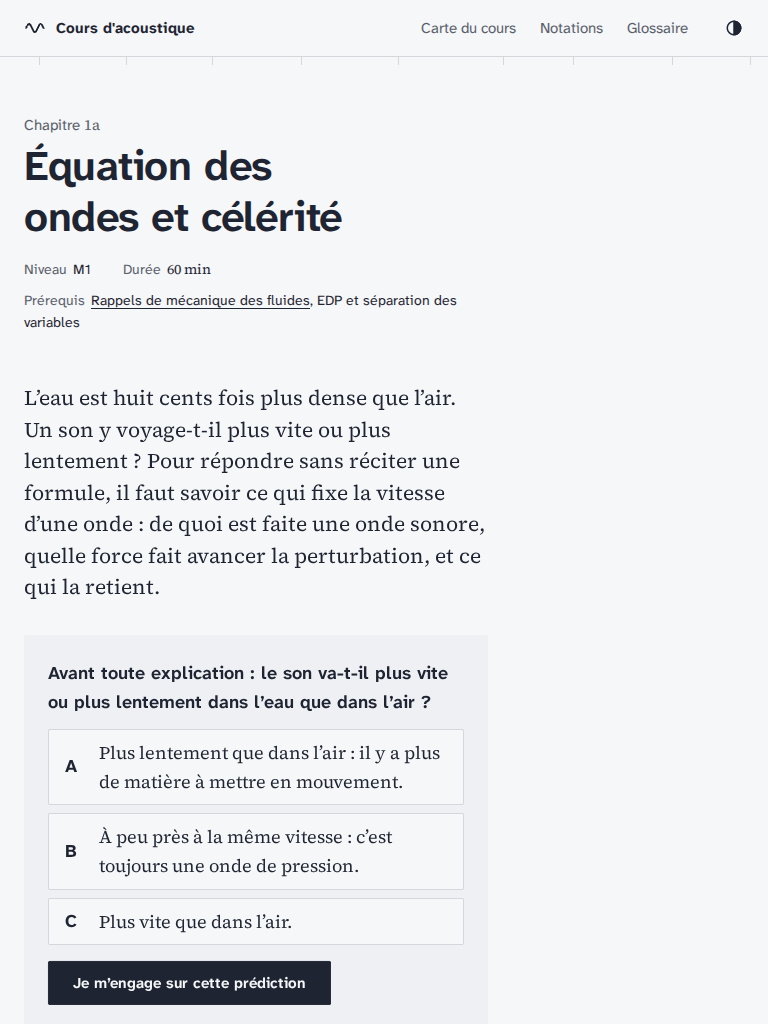 Cours d'acoustique
Carte du cours
Notations
Glossaire
Chapitre 1a
Équation des
ondes et célérité
Niveau M1 Durée 60 min
Prérequis Rappels de mécanique des fluides, EDP et séparation des
variables
L’eau est huit cents fois plus dense que l’air.
Un son y voyage-t-il plus vite ou plus
lentement ? Pour répondre sans réciter une
formule, il faut savoir ce qui fixe la vitesse
d’une onde : de quoi est faite une onde sonore,
quelle force fait avancer la perturbation, et ce
qui la retient.
Avant toute explication : le son va-t-il plus vite
ou plus lentement dans l’eau que dans l’air ?
A Plus lentement que dans l’air : il y a plus
de matière à mettre en mouvement.
B À peu près à la même vitesse : c’est
toujours une onde de pression.
C Plus vite que dans l’air.
Je m’engage sur cette prédiction